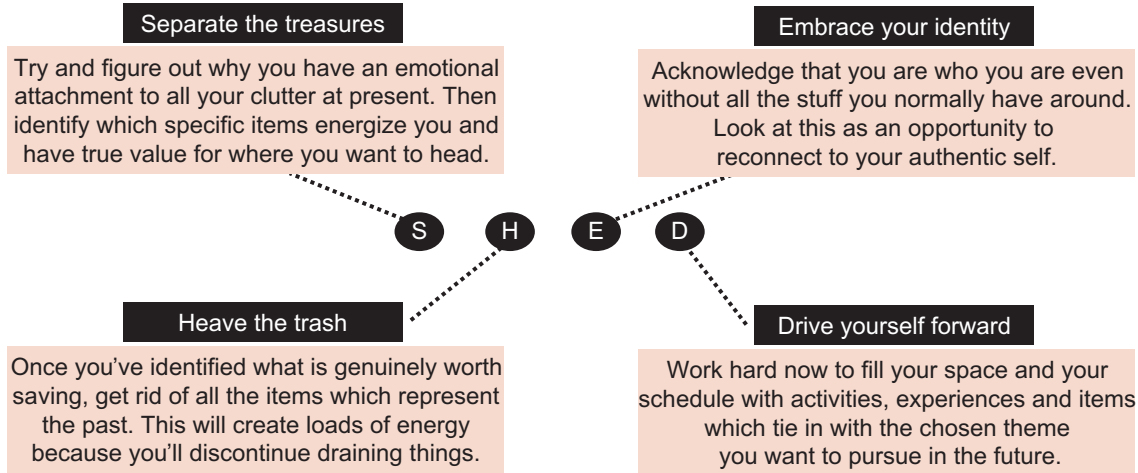 Separate the treasures
Try and figure out why you have an emotional
attachment to all your clutter at present. Then
identify which specific items energize you and
have true value for where you want to head.
Embrace your identity
Acknowledge that you are who you are even
without all the stuff you normally have around.
Look at this as an opportunity to
reconnect to your authentic self.
S H E D
Heave the trash
Once you’ve identified what is genuinely worth
saving, get rid of all the items which represent
the past. This will create loads of energy
because you’ll discontinue draining things.
Drive yourself forward
Work hard now to fill your space and your
schedule with activities, experiences and items
which tie in with the chosen theme
you want to pursue in the future.